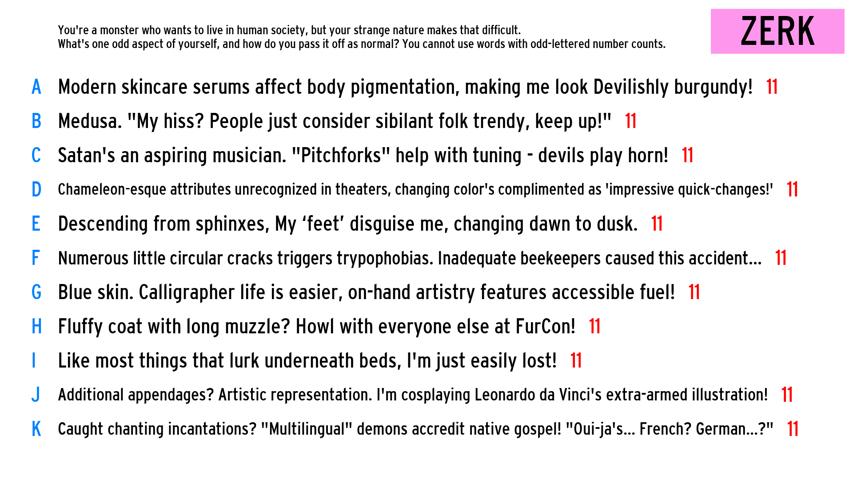 You're a monster who wants to live in human society, but your strange nature makes that difficult.
What's one odd aspect of yourself, and how do you pass it off as normal? You cannot use words with odd-lettered number counts.
ZERK
A Modern skincare serums affect body pigmentation, making me look Devilishly burgundy! 11
B Medusa. "My hiss? People just consider sibilant folk trendy, keep up!" 11
C Satan's an aspiring musician. "Pitchforks" help with tuning - devils play horn! 11
D Chameleon-esque attributes unrecognized in theaters, changing color's complimented as 'impressive quick-changes!' 11
E Descending from sphinxes, My ‘feet’ disguise me, changing dawn to dusk. 11
F Numerous little circular cracks triggers trypophobias. Inadequate beekeepers caused this accident... 11
G Blue skin. Calligrapher life is easier, on-hand artistry features accessible fuel! 11
H Fluffy coat with long muzzle? Howl with everyone else at FurCon! 11
I Like most things that lurk underneath beds, I'm just easily lost! 11
J Additional appendages? Artistic representation. I'm cosplaying Leonardo da Vinci's extra-armed illustration! 11
K Caught chanting incantations? "Multilingual" demons accredit native gospel! "Oui-ja's... French? German...?" 11